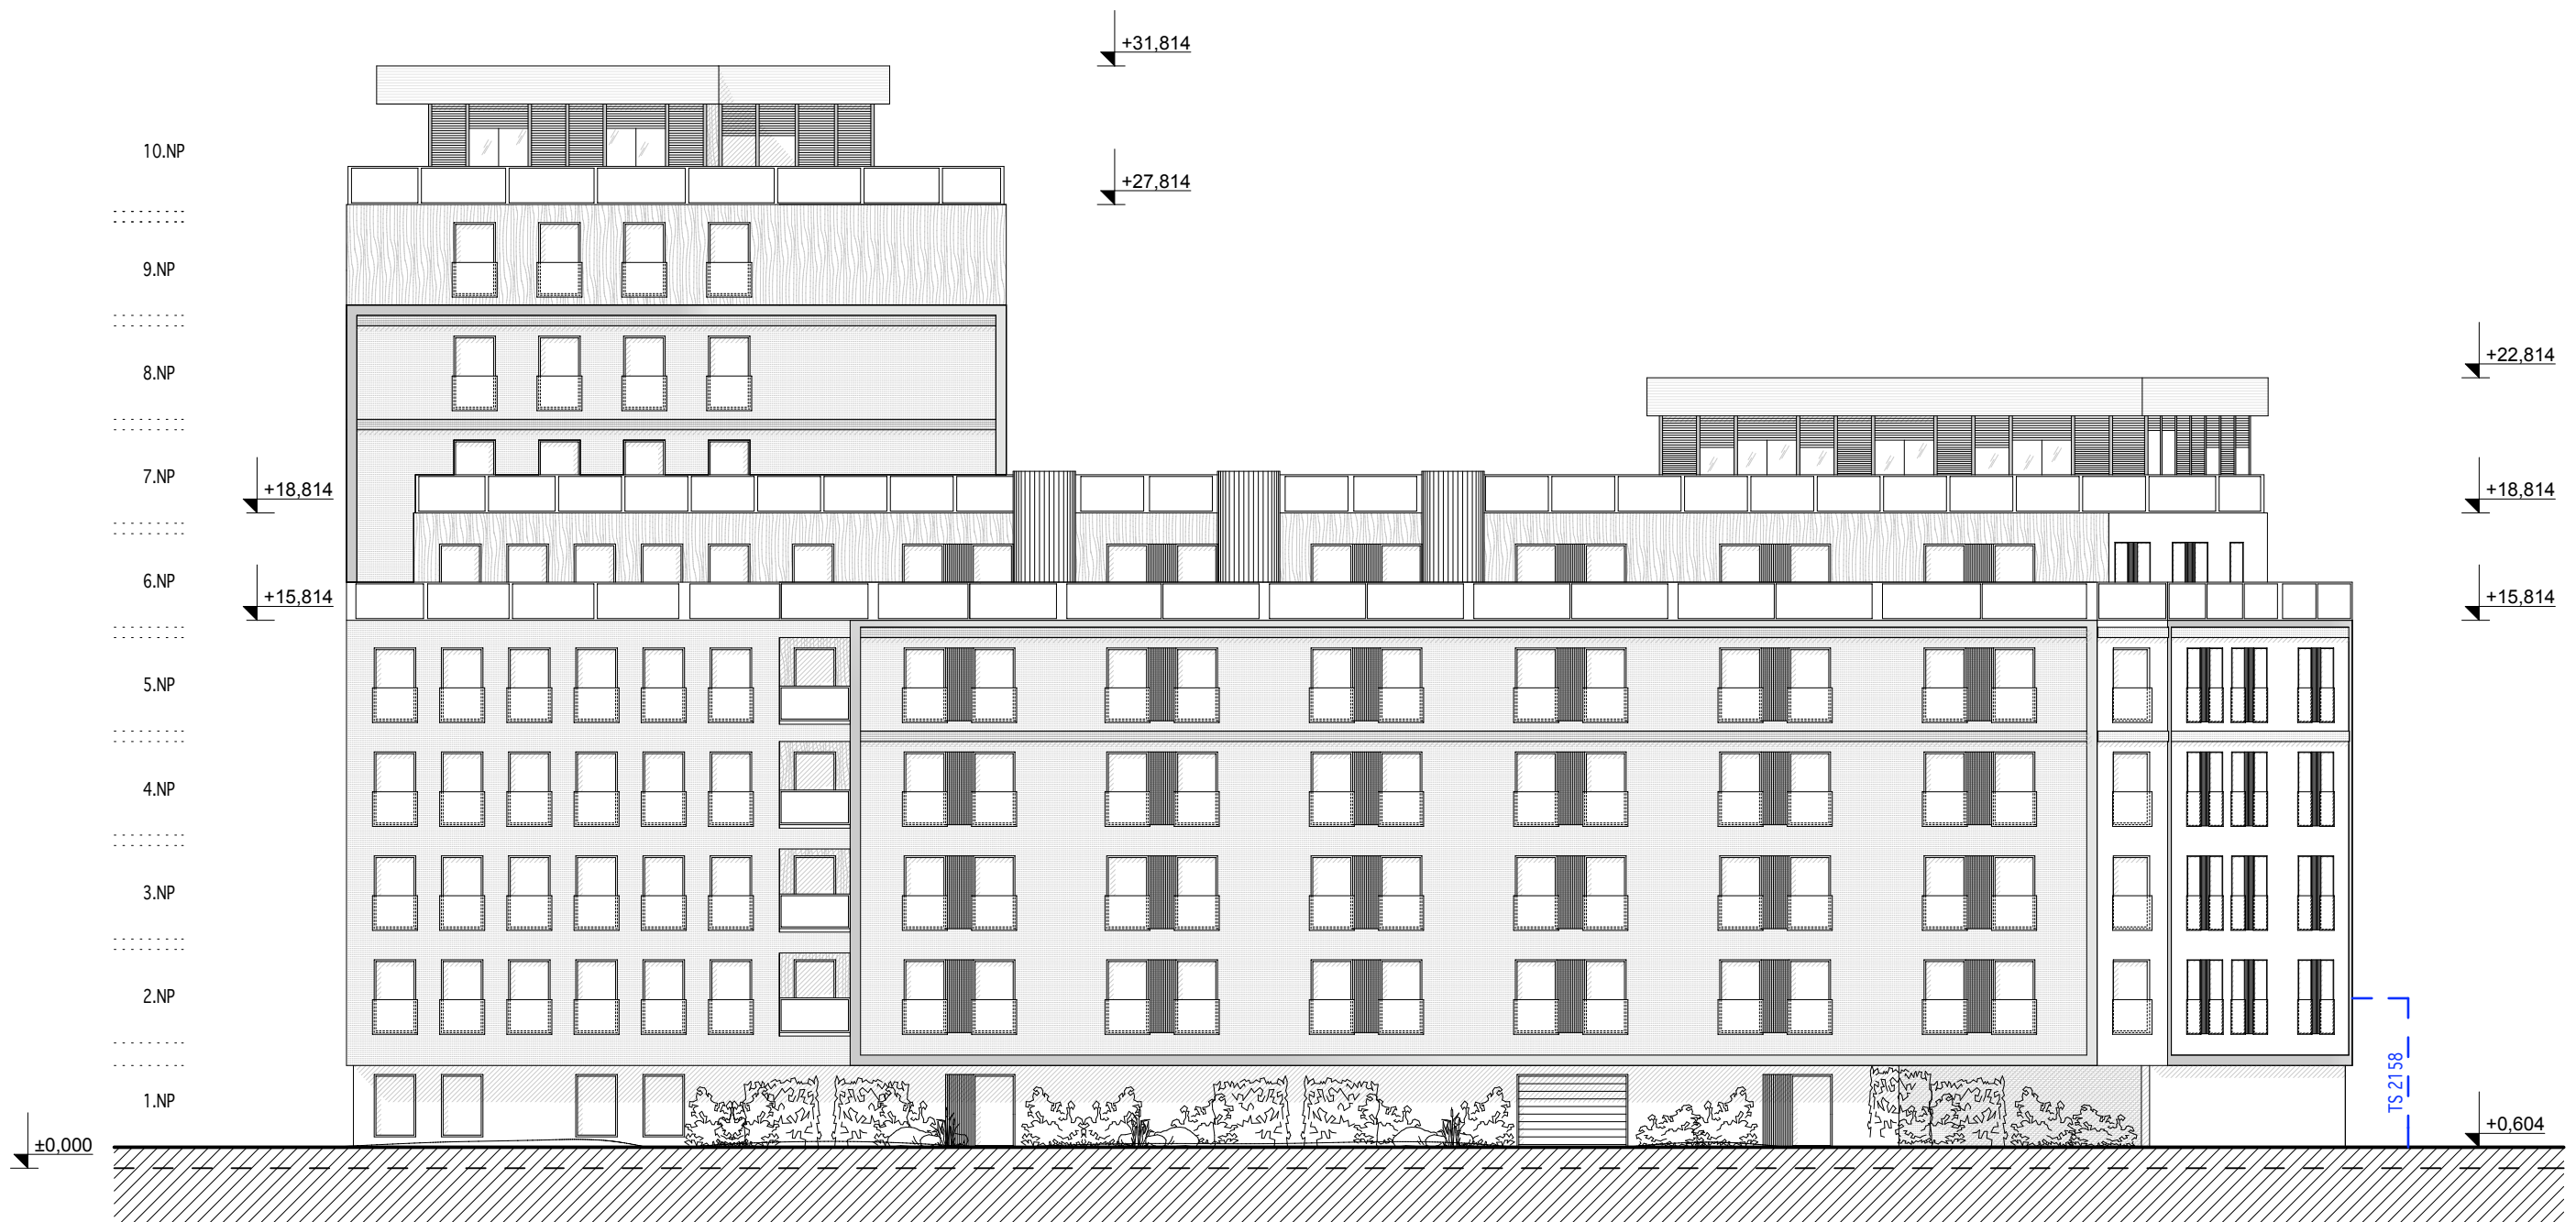 +31,814
10.NP
+27,814
9.NP
+22,814
8.NP
7.NP
+18,814
+18,814
6.NP
+15,814
+15,814
5.NP
4.NP
3.NP
2.NP
TS 2158
1.NP
+0,604
±0,000